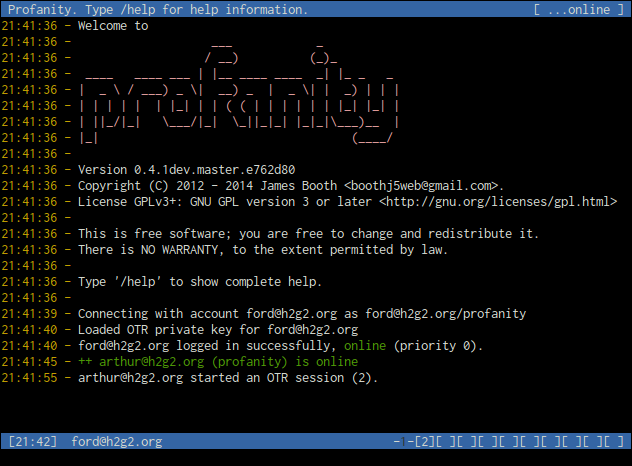 Profanity. Type /help for help information. [ ...online ]
21:41:36 - Welcome to
21:41:36 -                   ___            _
21:41:36 -                  / __)          (_)_
21:41:36 -  ____   ____ ___ | |__ ____ ____  _| |_ _   _
21:41:36 - |  _ \ / ___) _ \|  __) _  |  _ \| |  _) | | |
21:41:36 - | | | | |  | |_| | | ( ( | | | | | | |_| |_| |
21:41:36 - | ||_/|_|   \___/|_|  \_||_|_| |_|_|\___)__  |
21:41:36 - |_|                                    (____/
21:41:36 -
21:41:36 - Version 0.4.1dev.master.e762d80
21:41:36 - Copyright (C) 2012 - 2014 James Booth <boothj5web@gmail.com>.
21:41:36 - License GPLv3+: GNU GPL version 3 or later <http://gnu.org/licenses/gpl.html>
21:41:36 -
21:41:36 - This is free software; you are free to change and redistribute it.
21:41:36 - There is NO WARRANTY, to the extent permitted by law.
21:41:36 -
21:41:36 - Type '/help' to show complete help.
21:41:36 -
21:41:39 - Connecting with account ford@h2g2.org as ford@h2g2.org/profanity
21:41:40 - Loaded OTR private key for ford@h2g2.org
21:41:40 - ford@h2g2.org logged in successfully, online (priority 0).
21:41:45 - ++ arthur@h2g2.org (profanity) is online
21:41:55 - arthur@h2g2.org started an OTR session (2).
[21:42] ford@h2g2.org -1-[2][ ][ ][ ][ ][ ][ ][ ][ ][ ]